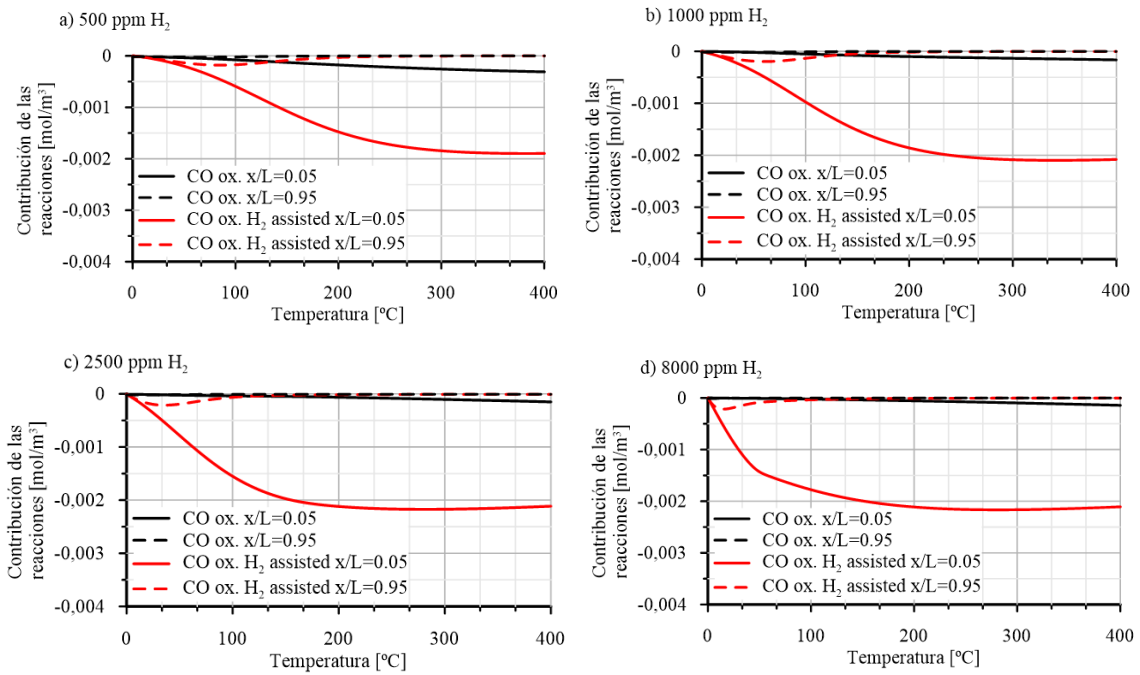 a) 500 ppm H₂
0
-0,001
-0,002
-0,003
-0,004
Contribución de las
reacciones [mol/m³]
CO ox. x/L=0.05
CO ox. x/L=0.95
CO ox. H₂ assisted x/L=0.05
CO ox. H₂ assisted x/L=0.95
0 100 200 300 400
Temperatura [ºC]
b) 1000 ppm H₂
0
-0,001
-0,002
-0,003
-0,004
Contribución de las
reacciones [mol/m³]
CO ox. x/L=0.05
CO ox. x/L=0.95
CO ox. H₂ assisted x/L=0.05
CO ox. H₂ assisted x/L=0.95
0 100 200 300 400
Temperatura [ºC]
c) 2500 ppm H₂
0
-0,001
-0,002
-0,003
-0,004
Contribución de las
reacciones [mol/m³]
CO ox. x/L=0.05
CO ox. x/L=0.95
CO ox. H₂ assisted x/L=0.05
CO ox. H₂ assisted x/L=0.95
0 100 200 300 400
Temperatura [ºC]
d) 8000 ppm H₂
0
-0,001
-0,002
-0,003
-0,004
Contribución de las
reacciones [mol/m³]
CO ox. x/L=0.05
CO ox. x/L=0.95
CO ox. H₂ assisted x/L=0.05
CO ox. H₂ assisted x/L=0.95
0 100 200 300 400
Temperatura [ºC]